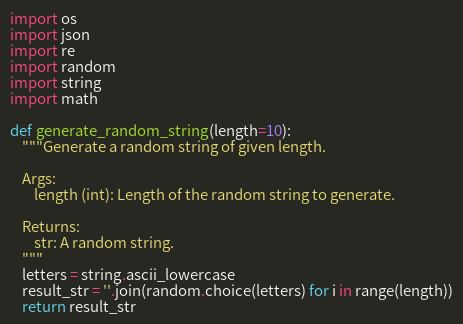 import os
import json
import re
import random
import string
import math

def generate_random_string(length=10):
    """Generate a random string of given length.

    Args:
        length (int): Length of the random string to generate.

    Returns:
        str: A random string.
    """
    letters = string.ascii_lowercase
    result_str = ''.join(random.choice(letters) for i in range(length))
    return result_str